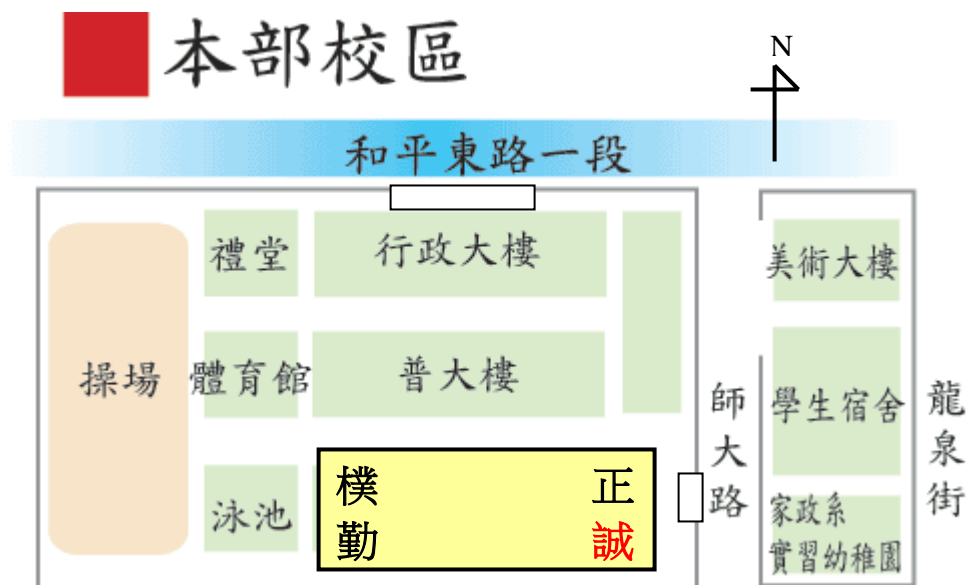 本部校區
N
和平東路一段
禮堂
行政大樓
美術大樓
操場
體育館
普大樓
師大路
學生宿舍
龍泉街
泳池
樸 正
勤 誠
家政系
實習幼稚園